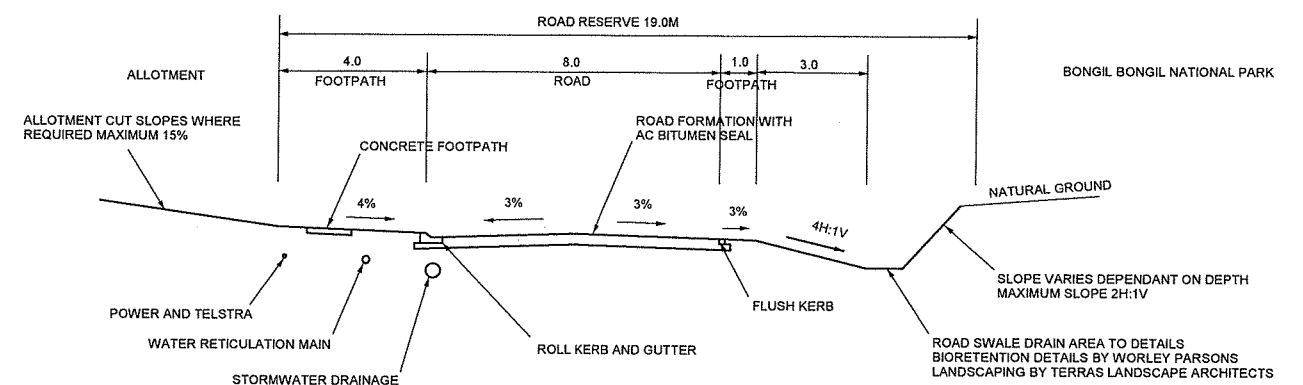 ROAD RESERVE 19.0M
4.0
8.0
1.0
3.0
ALLOTMENT
FOOTPATH
ROAD
FOOTPATH
BONGIL BONGIL NATIONAL PARK
ALLOTMENT CUT SLOPES WHERE
REQUIRED MAXIMUM 15%
CONCRETE FOOTPATH
ROAD FORMATION WITH
AC BITUMEN SEAL
NATURAL GROUND
4%
3%
3%
3%
4H:1V
SLOPE VARIES DEPENDANT ON DEPTH
MAXIMUM SLOPE 2H:1V
FLUSH KERB
POWER AND TELSTRA
WATER RETICULATION MAIN
ROLL KERB AND GUTTER
STORMWATER DRAINAGE
ROAD SWALE DRAIN AREA TO DETAILS
BIORETENTION DETAILS BY WORLEY PARSONS
LANDSCAPING BY TERRAS LANDSCAPE ARCHITECTS